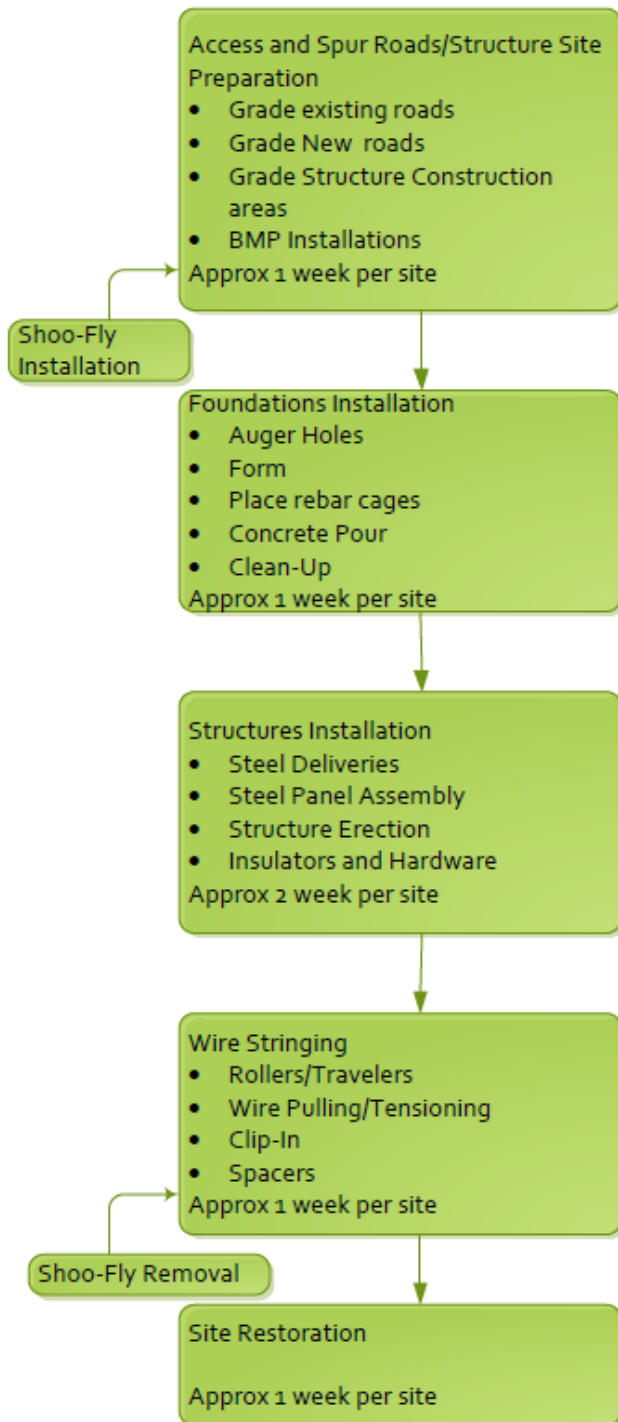 Access and Spur Roads/Structure Site
Preparation
• Grade existing roads
• Grade New roads
• Grade Structure Construction
areas
• BMP Installations
Approx 1 week per site
Shoo-Fly
Installation
Foundations Installation
• Auger Holes
• Form
• Place rebar cages
• Concrete Pour
• Clean-Up
Approx 1 week per site
Structures Installation
• Steel Deliveries
• Steel Panel Assembly
• Structure Erection
• Insulators and Hardware
Approx 2 week per site
Wire Stringing
• Rollers/Travelers
• Wire Pulling/Tensioning
• Clip-In
• Spacers
Approx 1 week per site
Shoo-Fly Removal
Site Restoration
Approx 1 week per site